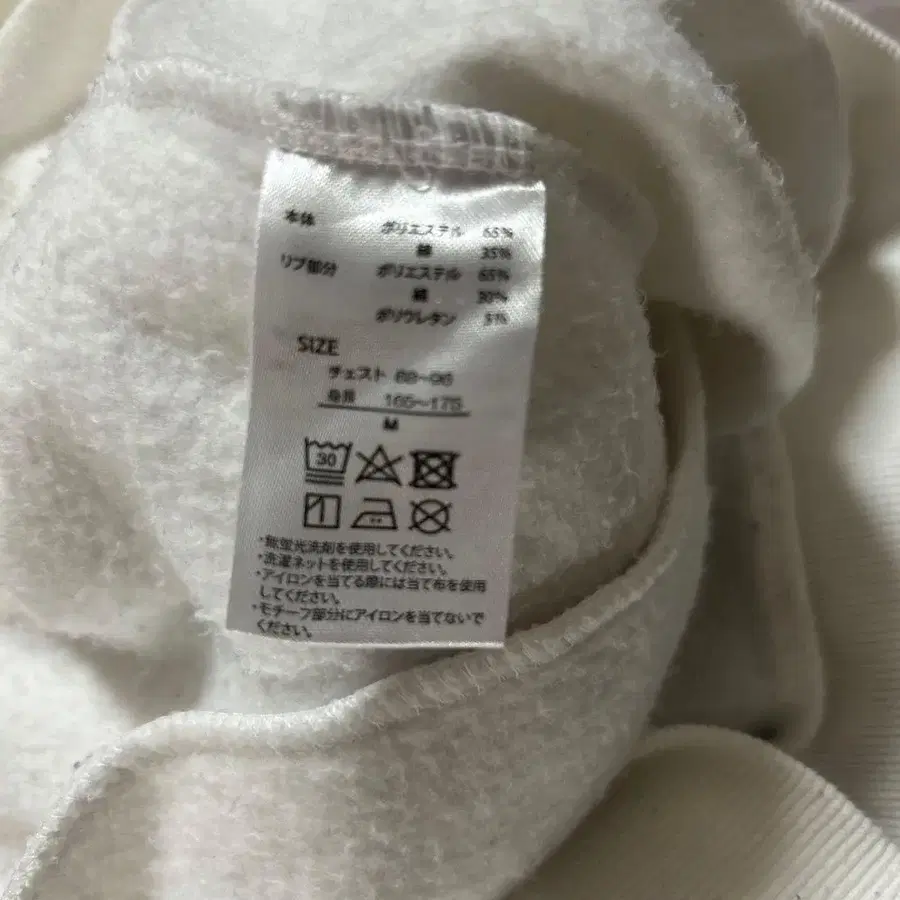 本体 ポリエステル 65%
綿 35%
リブ部分 ポリエステル 65%
綿 30%
ポリウレタン 5%
SIZE
チェスト 88-96
身長 165〜175
M
30
・無蛍光洗剤を使用してください。
・洗濯ネットを使用してください。
・アイロンを当てる際には当て布を使用
してください。
・モチーフ部分にアイロンを当てないで
ください。